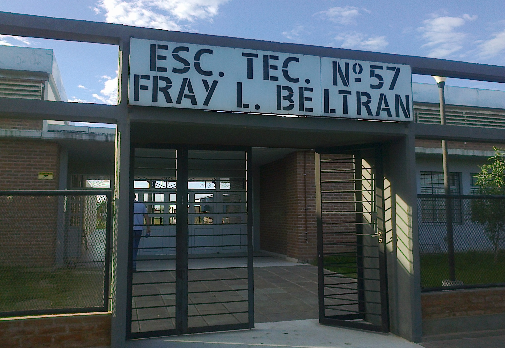 ESC. TEC. Nº57
FRAY L. BELTRAN